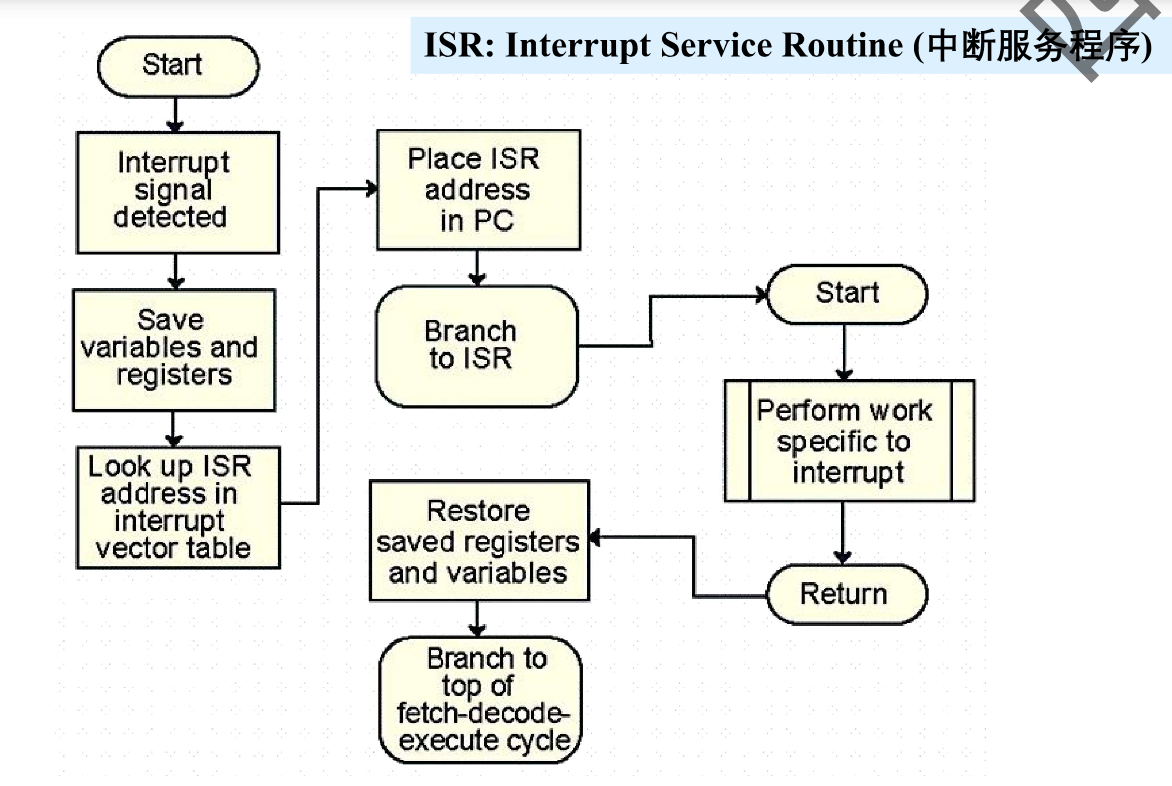 ISR: Interrupt Service Routine (中断服务程序)
Start
Interrupt
signal
detected
Save
variables and
registers
Look up ISR
address in
interrupt
vector table
Place ISR
address
in PC
Branch
to ISR
Start
Perform work
specific to
interrupt
Return
Restore
saved registers
and variables
Branch to
top of
fetch-decode-
execute cycle